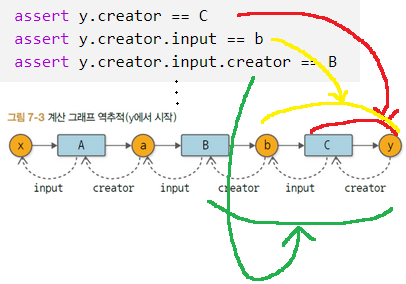 assert y.creator == C
assert y.creator.input == b
assert y.creator.input.creator == B
그림 7-3 계산 그래프 역추적(y에서 시작)
x A a B b C y
input creator input creator input creator